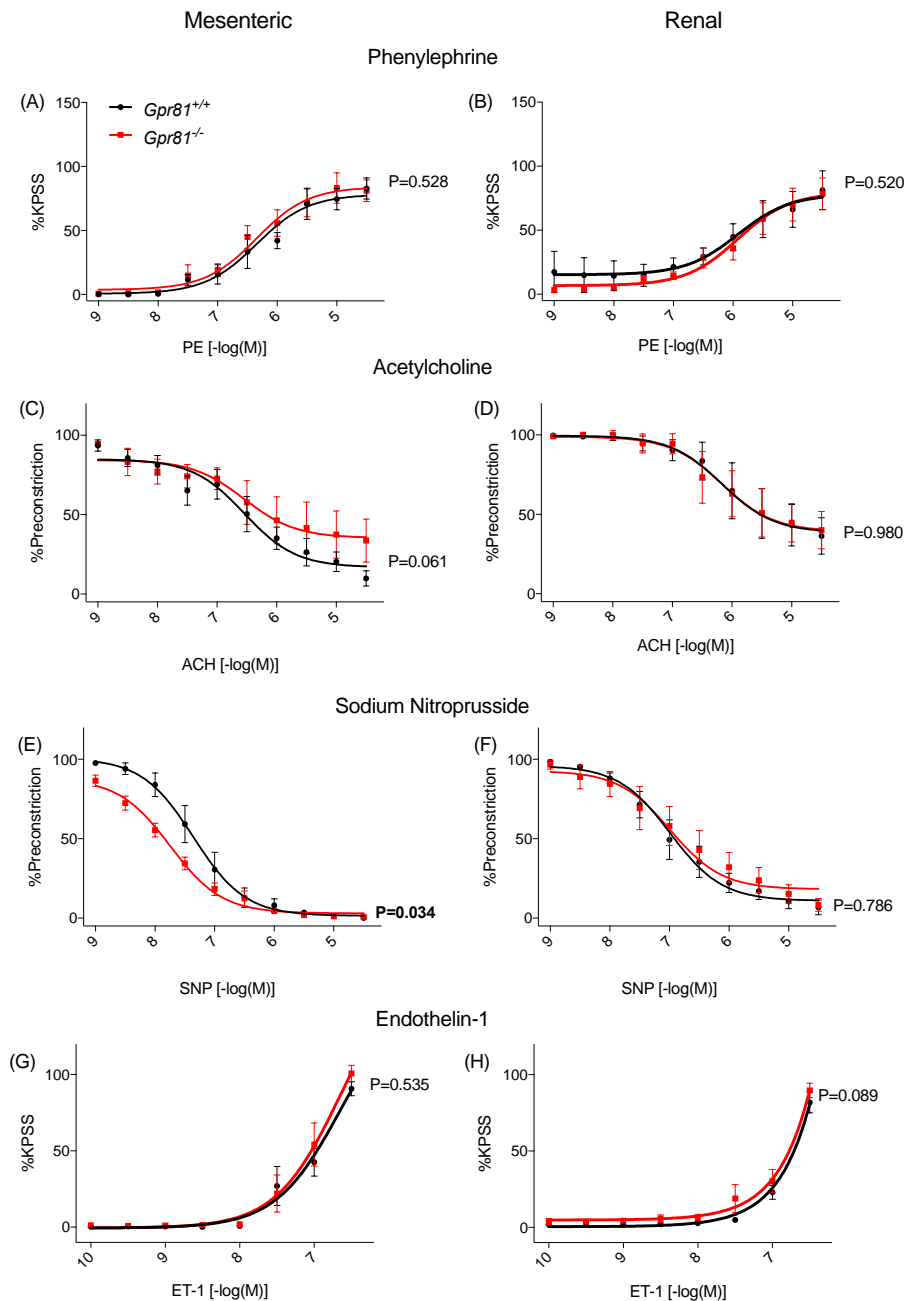 Mesenteric
Renal
Phenylephrine
(A)
150
100
50
0
%KPSS
Gpr81+/+
Gpr81-/-
P=0.528
9
8
7
6
5
PE [-log(M)]
(B)
150
100
50
0
%KPSS
P=0.520
9
8
7
6
5
PE [-log(M)]
Acetylcholine
(C)
100
50
0
%Preconstriction
P=0.061
9
8
7
6
5
ACH [-log(M)]
(D)
100
50
0
%Preconstriction
P=0.980
9
8
7
6
5
ACH [-log(M)]
Sodium Nitroprusside
(E)
100
50
0
%Preconstriction
P=0.034
9
8
7
6
5
SNP [-log(M)]
(F)
100
50
0
%Preconstriction
P=0.786
9
8
7
6
5
SNP [-log(M)]
Endothelin-1
(G)
100
50
0
%KPSS
P=0.535
10
9
8
7
ET-1 [-log(M)]
(H)
100
50
0
%KPSS
P=0.089
10
9
8
7
ET-1 [-log(M)]